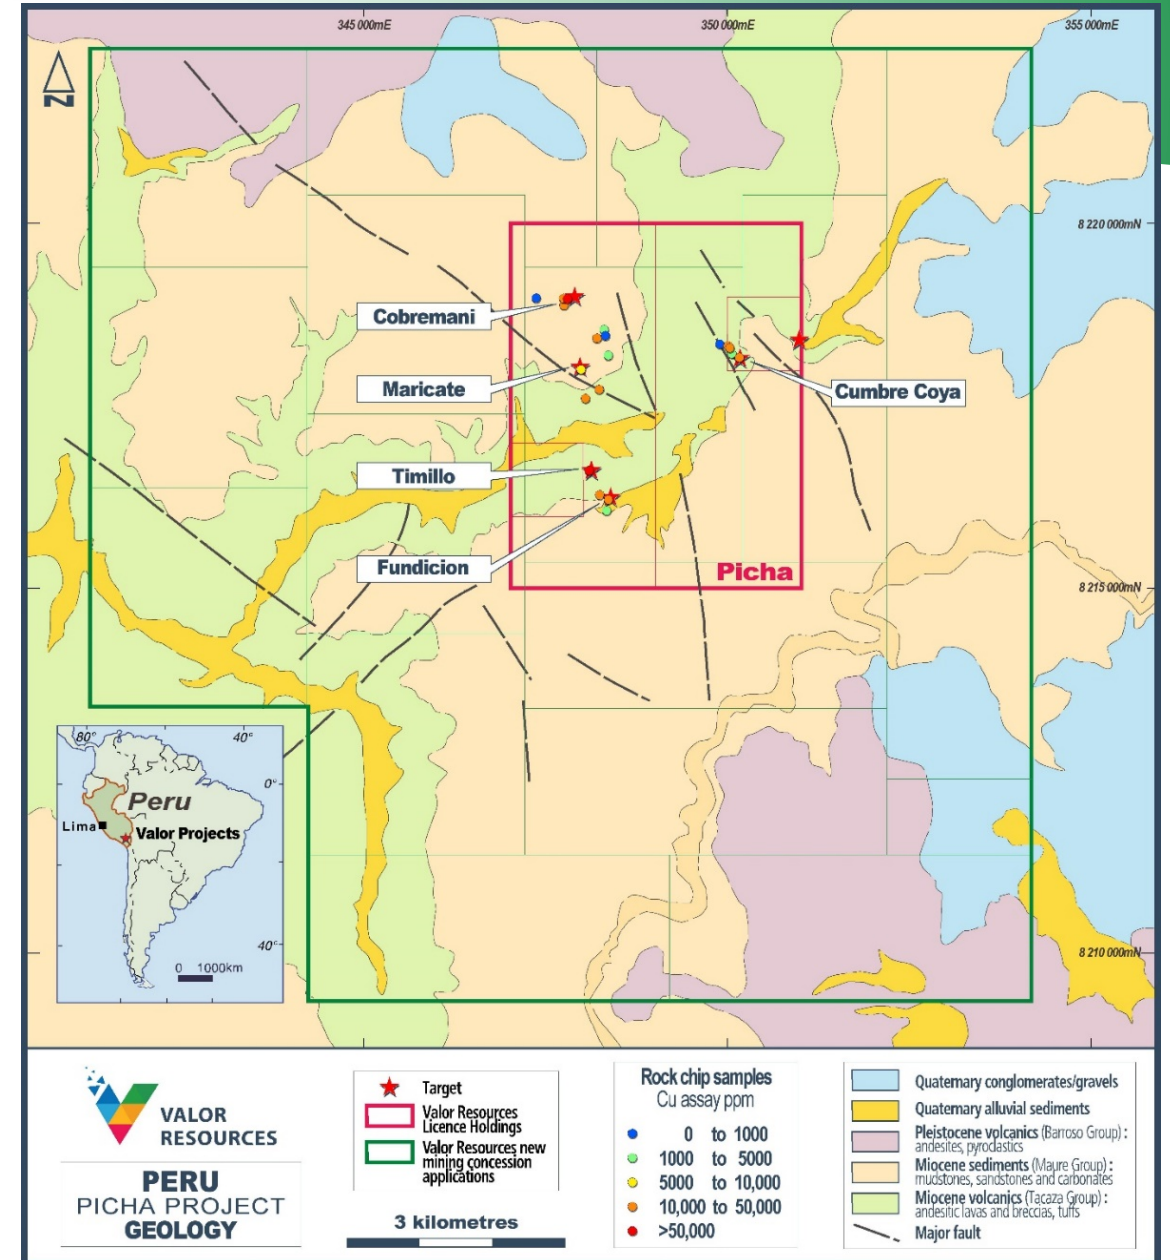 345 000mE
350 000mE
355 000mE
N
8 220 000mN
Cobremani
Maricate
Cumbre Coya
Timillo
Fundicion
Picha
8 215 000mN
80°
40°
0°
Peru
Lima
Valor Projects
40°
0 1000km
8 210 000mN
VALOR
RESOURCES
PERU
PICHA PROJECT
GEOLOGY
Target
Valor Resources
Licence Holdings
Valor Resources new
mining concession
applications
3 kilometres
Rock chip samples
Cu assay ppm
0 to 1000
1000 to 5000
5000 to 10,000
10,000 to 50,000
>50,000
Quaternary conglomerates/gravels
Quaternary alluvial sediments
Pleistocene volcanics (Barroso Group) :
andesites, pyroclastics
Miocene sediments (Maure Group) :
mudstones, sandstones and carbonates
Miocene volcanics (Tacaza Group) :
andesitic lavas and breccias, tuffs
Major fault